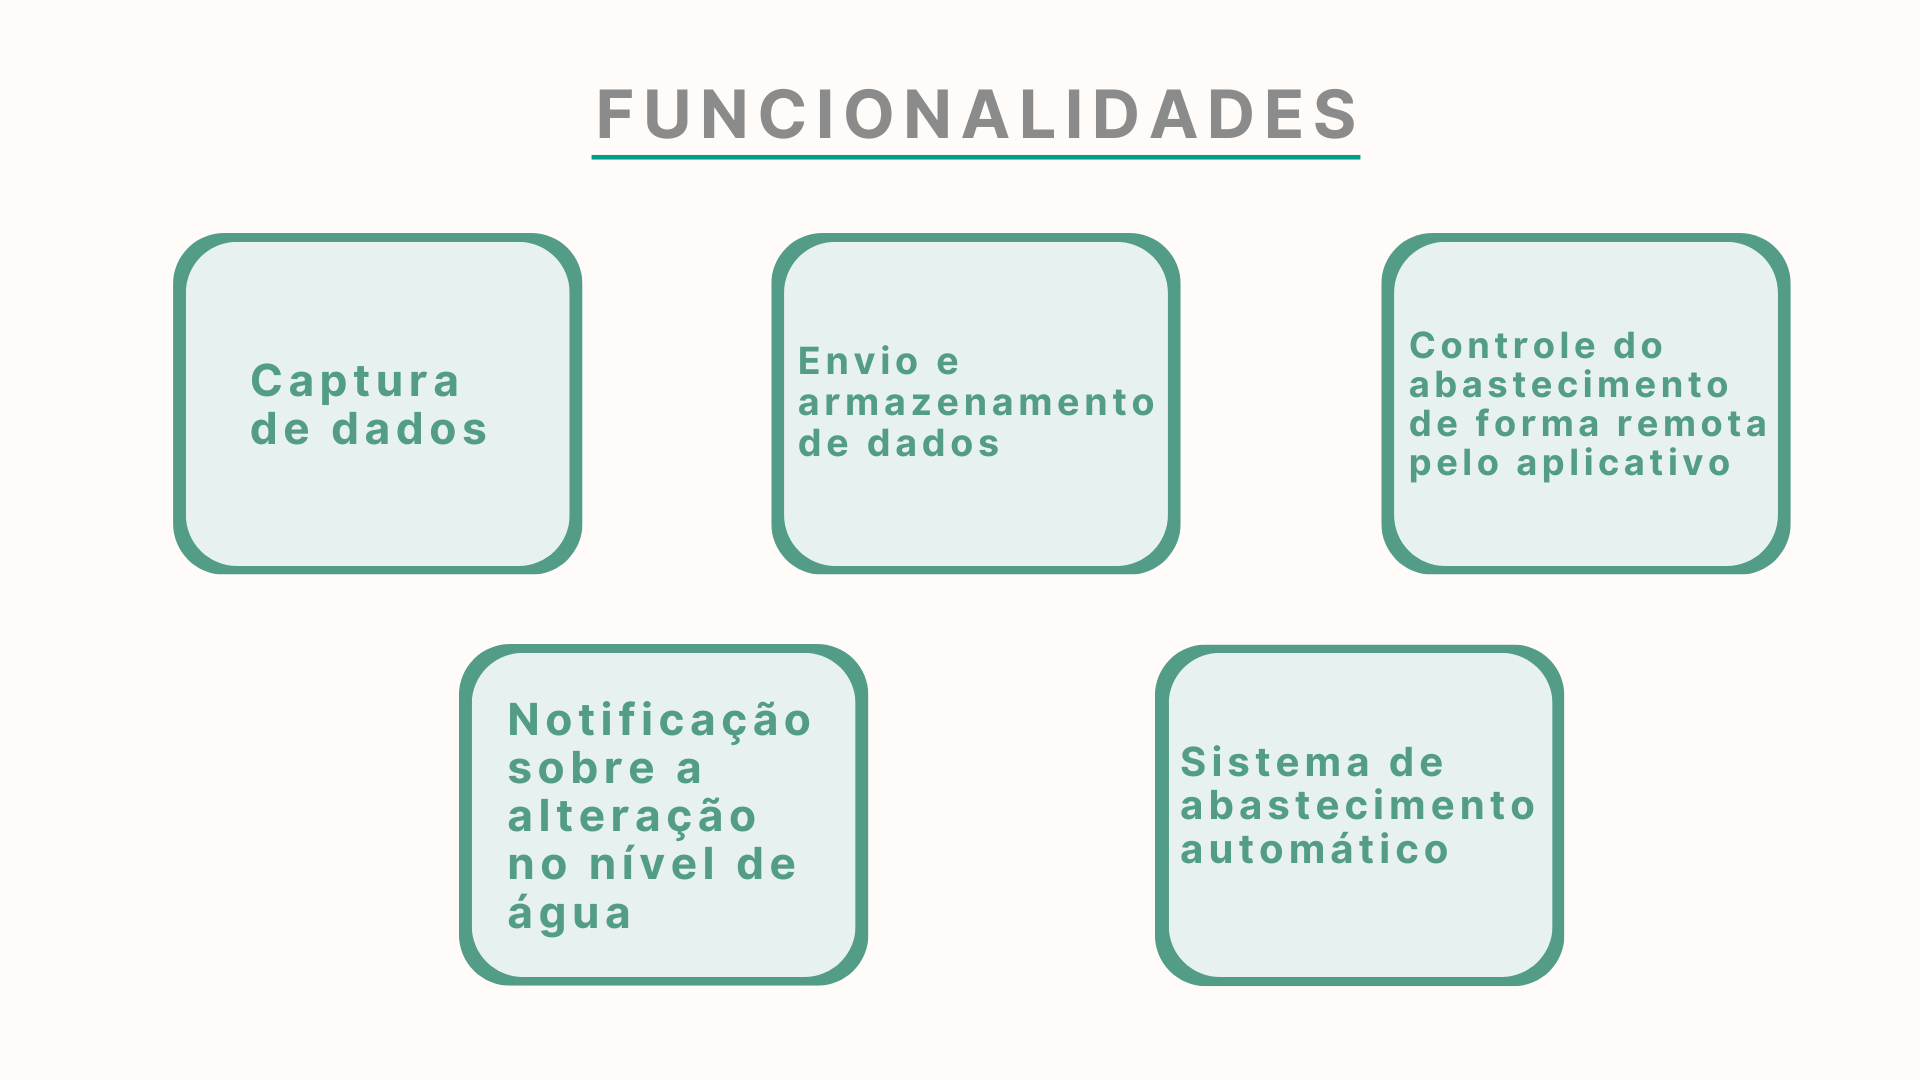 FUNCIONALIDADES
Captura
de dados
Envio e
armazenamento
de dados
Controle do
abastecimento
de forma remota
pelo aplicativo
Notificação
sobre a
alteração
no nível de
água
Sistema de
abastecimento
automático